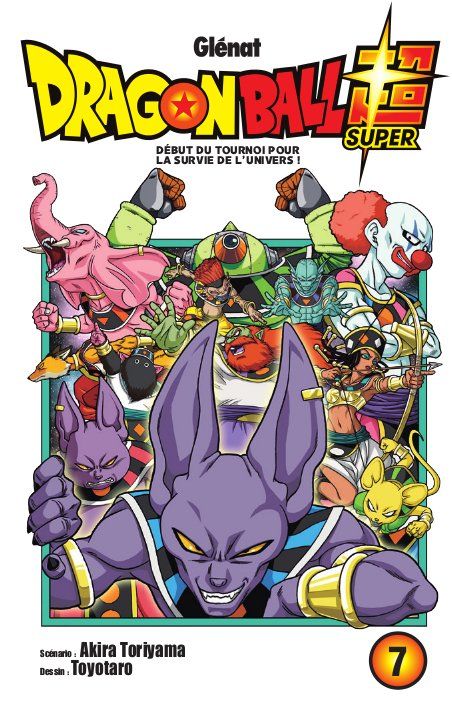 Glénat
DRAGON BALL
超
SUPER
DÉBUT DU TOURNOI POUR
LA SURVIE DE L'UNIVERS !
Scénario : Akira Toriyama
Dessin : Toyotaro
7